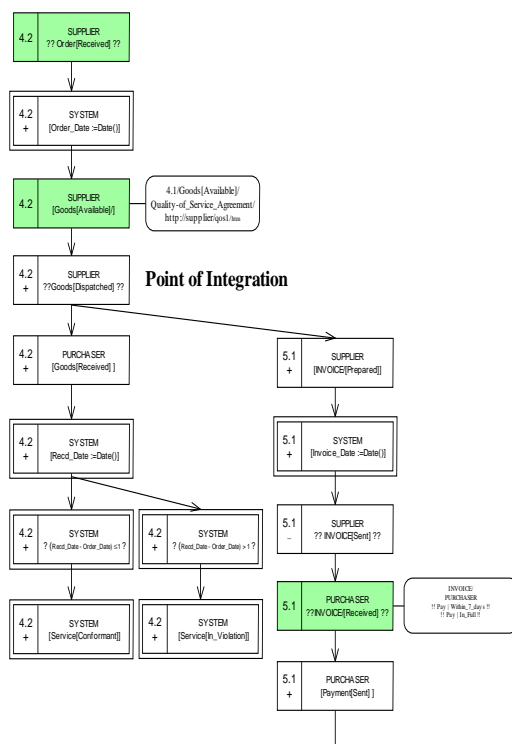 4.2 SUPPLIER
?? Order[Received] ??
4.2 SYSTEM
+ [Order_Date :=Date()]
4.2 SUPPLIER
[Goods[Available]/]
4.1/Goods[Available]/
Quality-of_Service_Agreement/
http://supplier/qos1/htm
4.2 SUPPLIER
+ ??Goods[Dispatched] ??
Point of Integration
4.2 PURCHASER
+ [Goods[Received] ]
5.1 SUPPLIER
+ [INVOICE/[Prepared]]
4.2 SYSTEM
+ [Recd_Date :=Date()]
5.1 SYSTEM
+ [Invoice_Date :=Date()]
4.2 SYSTEM
+ ? (Recd_Date - Order_Date) ≤1 ?
4.2 SYSTEM
+ ? (Recd_Date - Order_Date) > 1 ?
5.1 SUPPLIER
– ?? INVOICE[Sent] ??
4.2 SYSTEM
+ [Service[Conformant]]
4.2 SYSTEM
+ [Service[In_Violation]]
5.1 PURCHASER
??INVOICE/[Received] ??
INVOICE/
PURCHASER
!! Pay | Within_7_days !!
!! Pay | In_Full !!
5.1 PURCHASER
+ [Payment[Sent] ]